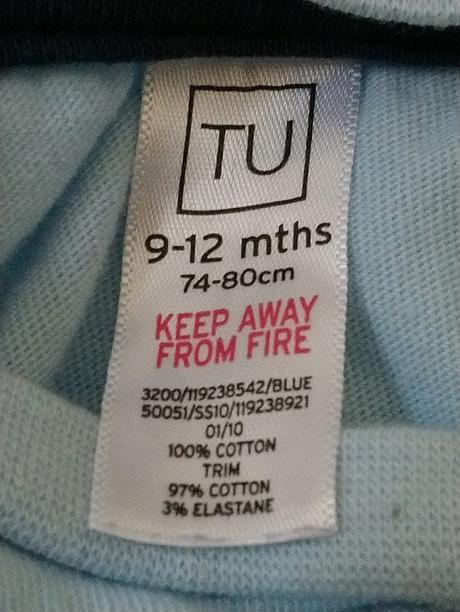 TU
9-12 mths
74-80cm
KEEP AWAY
FROM FIRE
3200/119238542/BLUE
50051/SS10/119238921
01/10
100% COTTON
TRIM
97% COTTON
3% ELASTANE